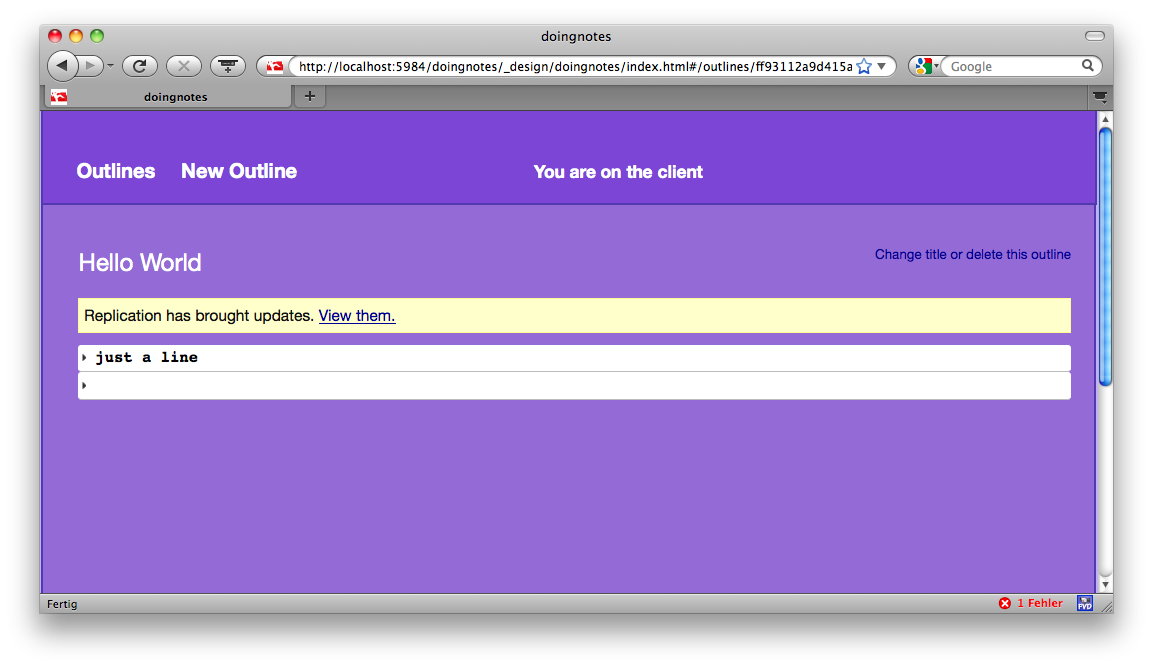 doingnotes
http://localhost:5984/doingnotes/_design/doingnotes/index.html#/outlines/ff93112a9d415a
Google
doingnotes
Outlines New Outline You are on the client
Hello World
Change title or delete this outline
Replication has brought updates. View them.
just a line
Fertig
1 Fehler
FVD